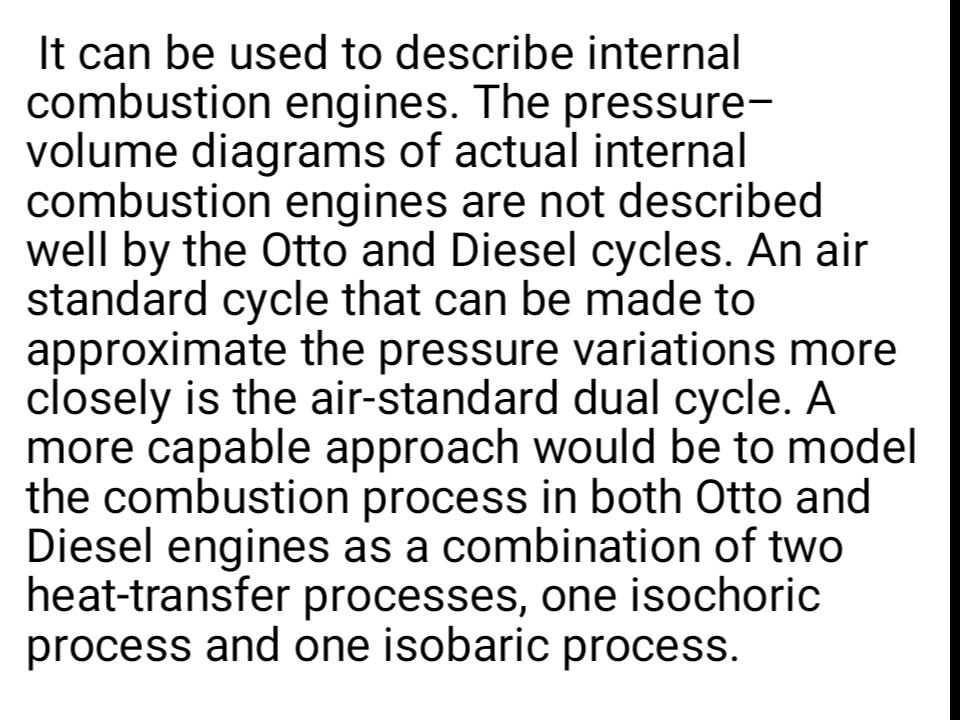 It can be used to describe internal
combustion engines. The pressure–
volume diagrams of actual internal
combustion engines are not described
well by the Otto and Diesel cycles. An air
standard cycle that can be made to
approximate the pressure variations more
closely is the air-standard dual cycle. A
more capable approach would be to model
the combustion process in both Otto and
Diesel engines as a combination of two
heat-transfer processes, one isochoric
process and one isobaric process.